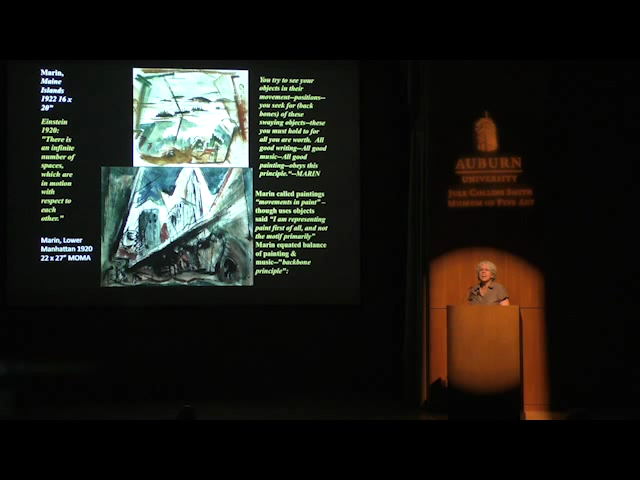 Marin,
Maine
Islands
1922 16 x
20"
Einstein
1920:
"There is
an infinite
number of
spaces,
which are
in motion
with
respect to
each
other."
Marin, Lower
Manhattan 1920
22 x 27" MOMA
You try to see your
objects in their
movement--positions--
you seek for (back
bones) of these
swaying objects--these
you must hold to for
all you are worth. All
good writing--All good
music--All good
painting--obeys this
principle."--MARIN
Marin called paintings
"movements in paint" –
though uses objects
said "I am representing
paint first of all, and not
the motif primarily"
Marin equated balance
of painting &
music--"backbone
principle":
AUBURN
UNIVERSITY
Jule Collins Smith
Museum of Fine Art